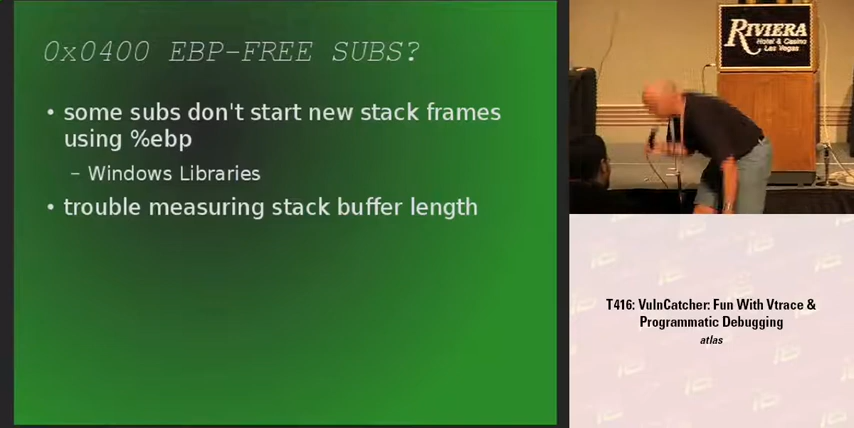 0x0400 EBP-FREE SUBS?
• some subs don't start new stack frames
using %ebp
– Windows Libraries
• trouble measuring stack buffer length
RIVIERA
Hotel & Casino
Las Vegas
T416: VulnCatcher: Fun With Vtrace &
Programmatic Debugging
atlas